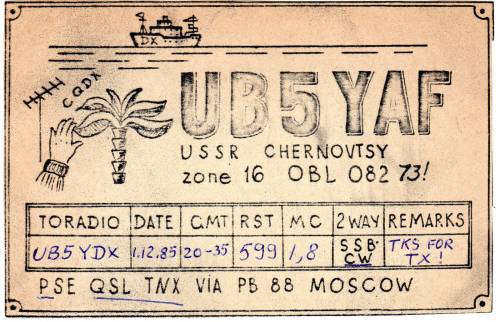 DX
CQDX
UB5YAF
USSR CHERNOVTSY
zone 16 OBL 082 73!
TORADIO DATE GMT RST MC 2WAY REMARKS
UB5YDX 1.12.85 20-35 599 1,8 SSB· CW TKS FOR TX!
PSE QSL TNX VIA PB 88 MOSCOW